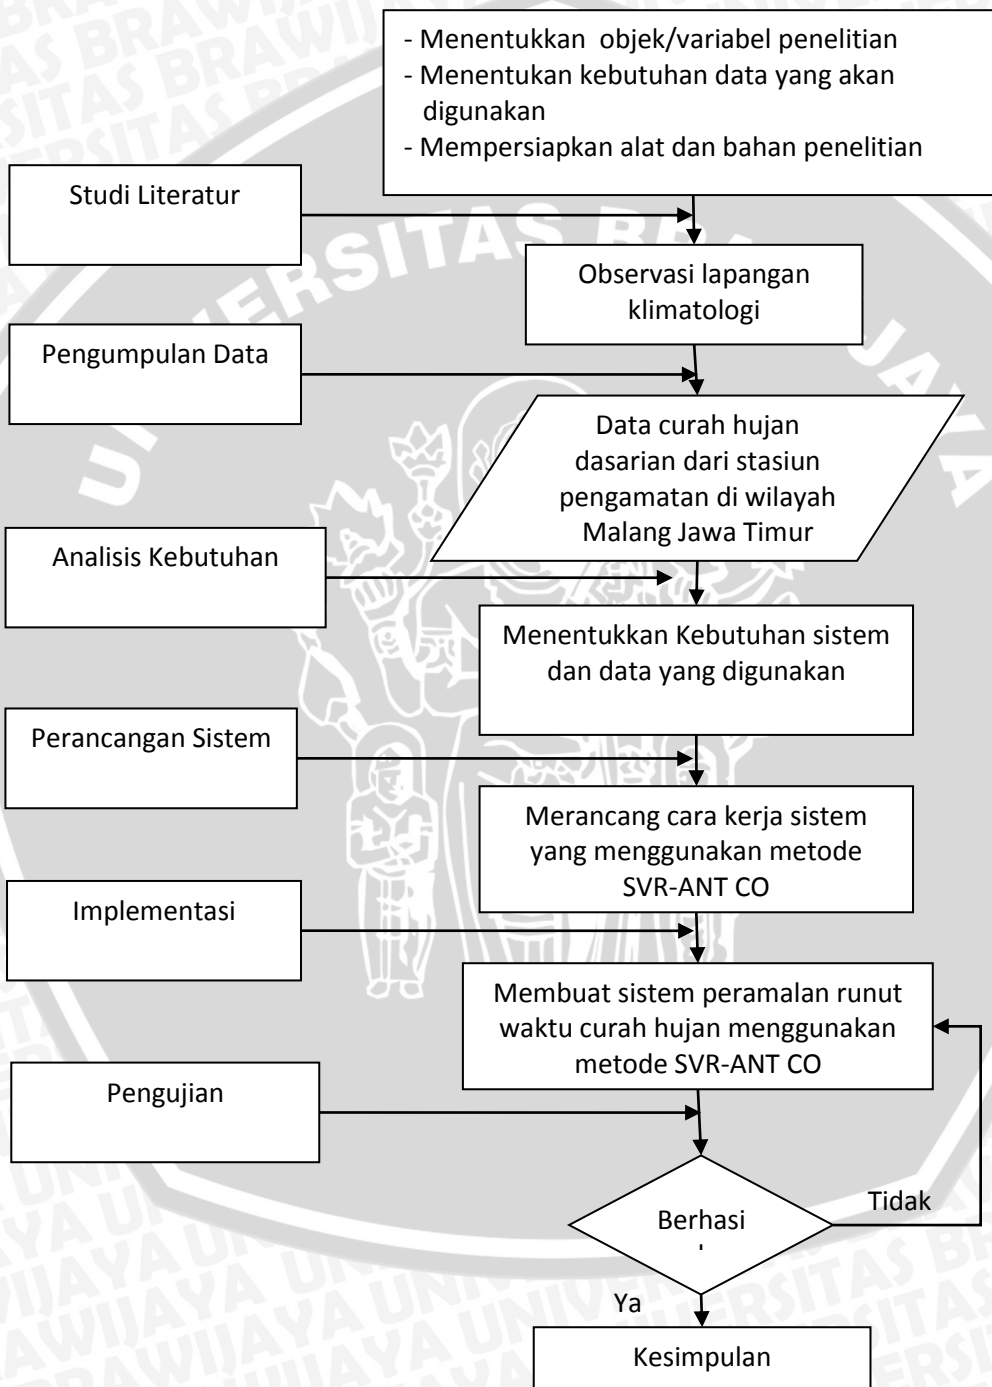 - Menentukkan objek/variabel penelitian
- Menentukan kebutuhan data yang akan
digunakan
- Mempersiapkan alat dan bahan penelitian
Studi Literatur
Observasi lapangan
klimatologi
Pengumpulan Data
Data curah hujan
dasarian dari stasiun
pengamatan di wilayah
Malang Jawa Timur
Analisis Kebutuhan
Menentukkan Kebutuhan sistem
dan data yang digunakan
Perancangan Sistem
Merancang cara kerja sistem
yang menggunakan metode
SVR-ANT CO
Implementasi
Membuat sistem peramalan runut
waktu curah hujan menggunakan
metode SVR-ANT CO
Pengujian
Berhasi
Tidak
Ya
Kesimpulan
UNIVERSITAS BRAWIJAYA